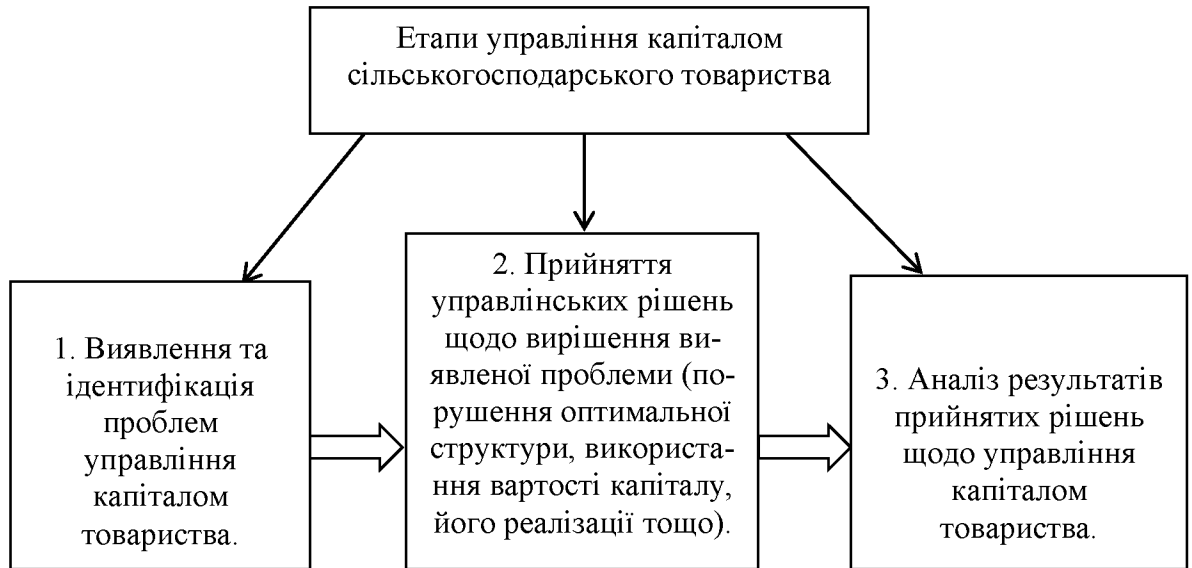 Етапи управління капіталом
сільськогосподарського товариства
1. Виявлення та
ідентифікація
проблем
управління
капіталом
товариства.
2. Прийняття
управлінських рішень
щодо вирішення ви-
явленої проблеми (по-
рушення оптимальної
структури, використа-
ння вартості капіталу,
його реалізації тощо).
3. Аналіз результатів
прийнятих рішень
щодо управління
капіталом
товариства.